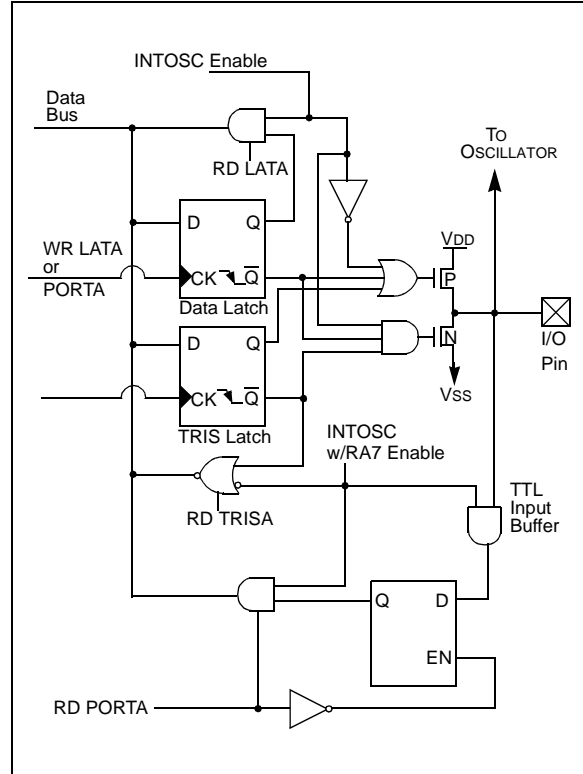 INTOSC Enable
Data
Bus
TO
OSCILLATOR
RD LATA
D Q
VDD
WR LATA
or
PORTA
CK Q
P
Data Latch
I/O
Pin
D Q
N
VSS
CK Q
TRIS Latch
INTOSC
w/RA7 Enable
RD TRISA
TTL
Input
Buffer
Q D
EN
RD PORTA